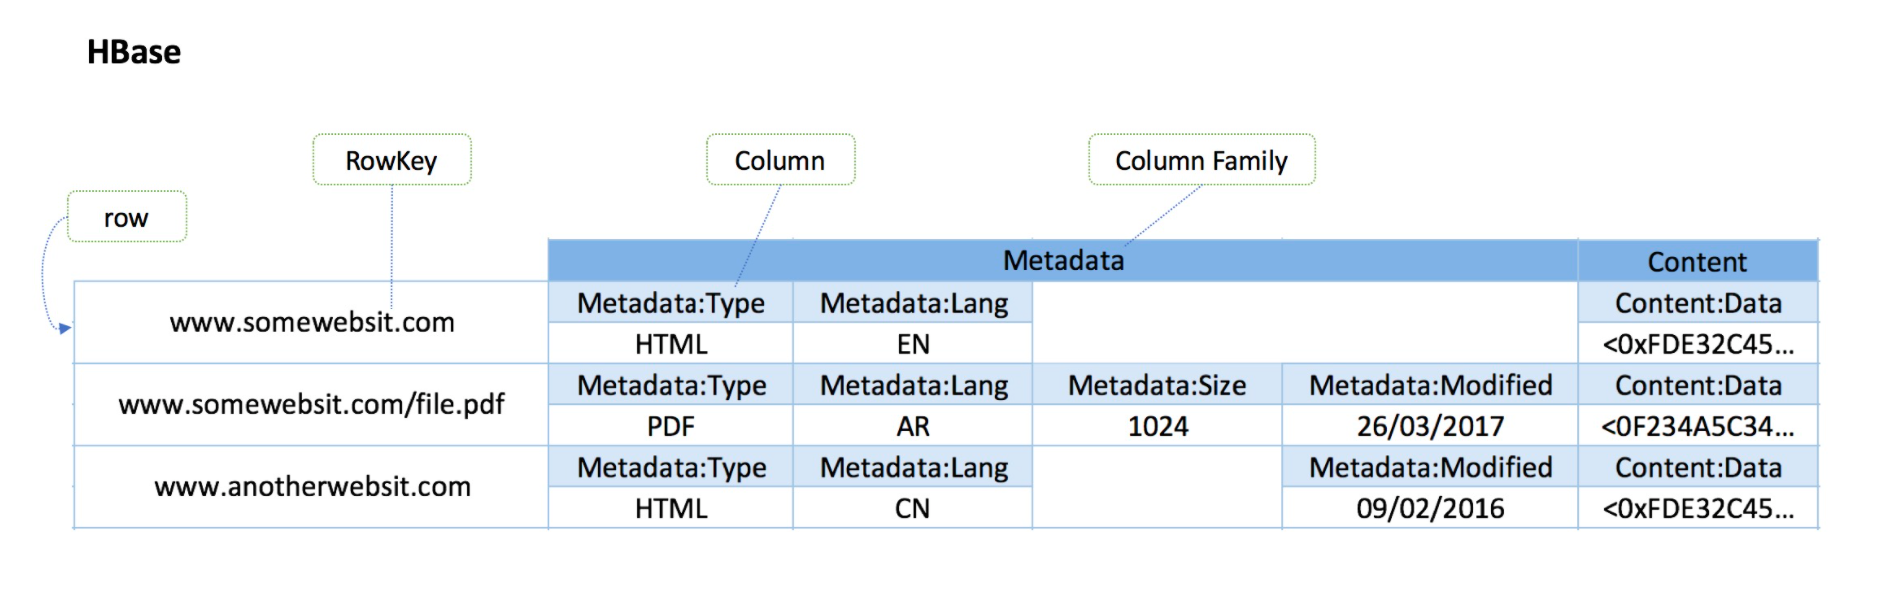 HBase
RowKey
Column
Column Family
row
Metadata
Content
www.somewebsit.com
Metadata:Type
Metadata:Lang
Content:Data
HTML
EN
<0xFDE32C45...
www.somewebsit.com/file.pdf
Metadata:Type
Metadata:Lang
Metadata:Size
Metadata:Modified
Content:Data
PDF
AR
1024
26/03/2017
<0F234A5C34...
www.anotherwebsit.com
Metadata:Type
Metadata:Lang
Metadata:Modified
Content:Data
HTML
CN
09/02/2016
<0xFDE32C45...